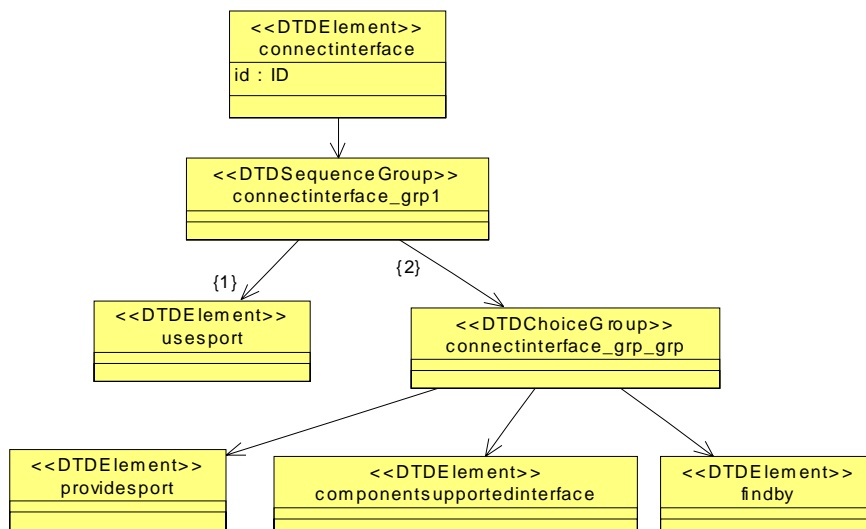 <<DTDElement>>
connectinterface
id : ID
<<DTDSequenceGroup>>
connectinterface_grp1
{1}
{2}
<<DTDElement>>
usesport
<<DTDChoiceGroup>>
connectinterface_grp_grp
<<DTDElement>>
providesport
<<DTDElement>>
componentsupportedinterface
<<DTDElement>>
findby